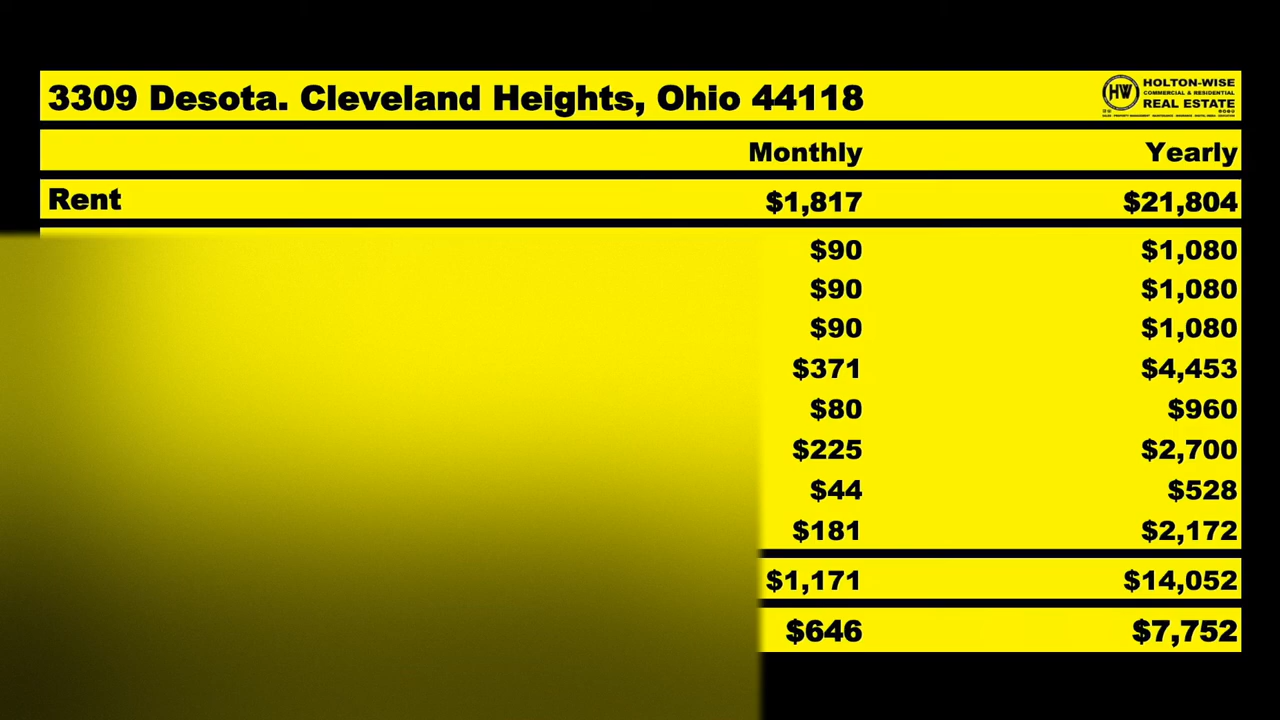 3309 Desota. Cleveland Heights, Ohio 44118
HW
HOLTON-WISE
COMMERCIAL & RESIDENTIAL
REAL ESTATE
Monthly Yearly
Rent $1,817 $21,804
$90 $1,080
$90 $1,080
$90 $1,080
$371 $4,453
$80 $960
$225 $2,700
$44 $528
$181 $2,172
$1,171 $14,052
$646 $7,752